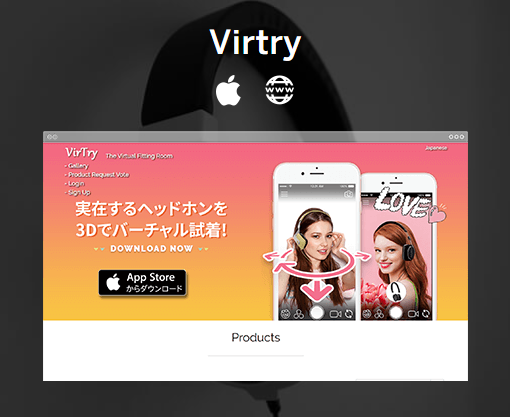 Virtry
WWW
VirTry The Virtual Fitting Room
Japanese
- Gallery
- Product Request Vote
- Login
- Sign Up
実在するヘッドホンを
3Dでバーチャル試着!
DOWNLOAD NOW
App Store
からダウンロード
LOVE
Products